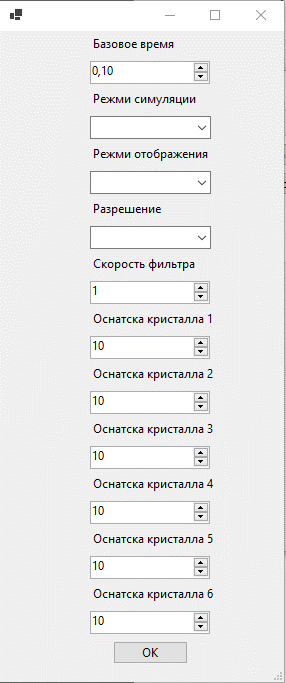 Базовое время
0,10
Режми симуляции
Режми отображения
Разрешение
Скорость фильтра
1
Оснатска кристалла 1
10
Оснатска кристалла 2
10
Оснатска кристалла 3
10
Оснатска кристалла 4
10
Оснатска кристалла 5
10
Оснатска кристалла 6
10
OK